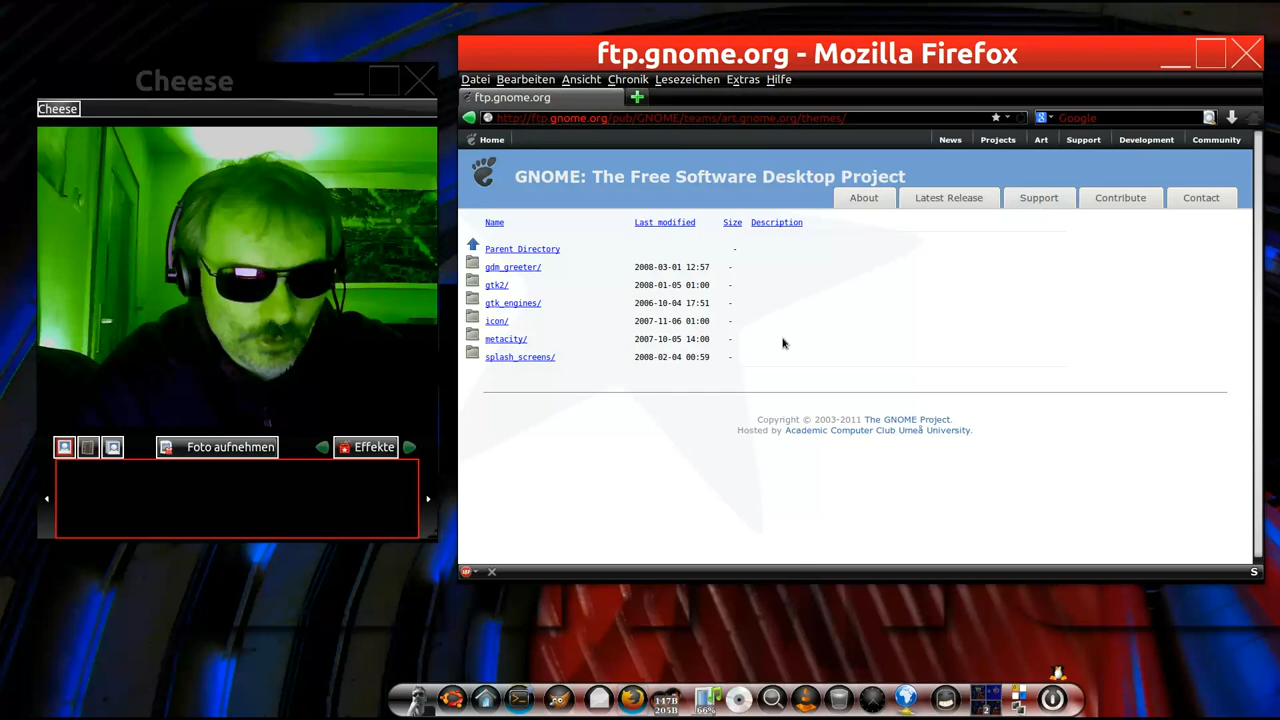 Cheese
Cheese
Foto aufnehmen
Effekte
ftp.gnome.org - Mozilla Firefox
Datei Bearbeiten Ansicht Chronik Lesezeichen Extras Hilfe
ftp.gnome.org
http://ftp.gnome.org/pub/GNOME/teams/art.gnome.org/themes/
Google
Home News Projects Art Support Development Community
GNOME: The Free Software Desktop Project
About Latest Release Support Contribute Contact
Name Last modified Size Description
Parent Directory -
gdm_greeter/ 2008-03-01 12:57 -
gtk2/ 2008-01-05 01:00 -
gtk_engines/ 2006-10-04 17:51 -
icon/ 2007-11-06 01:00 -
metacity/ 2007-10-05 14:00 -
splash_screens/ 2008-02-04 00:59 -
Copyright © 2003-2011 The GNOME Project.
Hosted by Academic Computer Club Umeå University.
S
147B
205B
66%
2